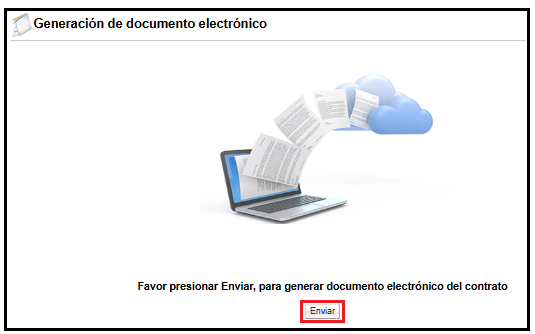 Generación de documento electrónico
Favor presionar Enviar, para generar documento electrónico del contrato
Enviar